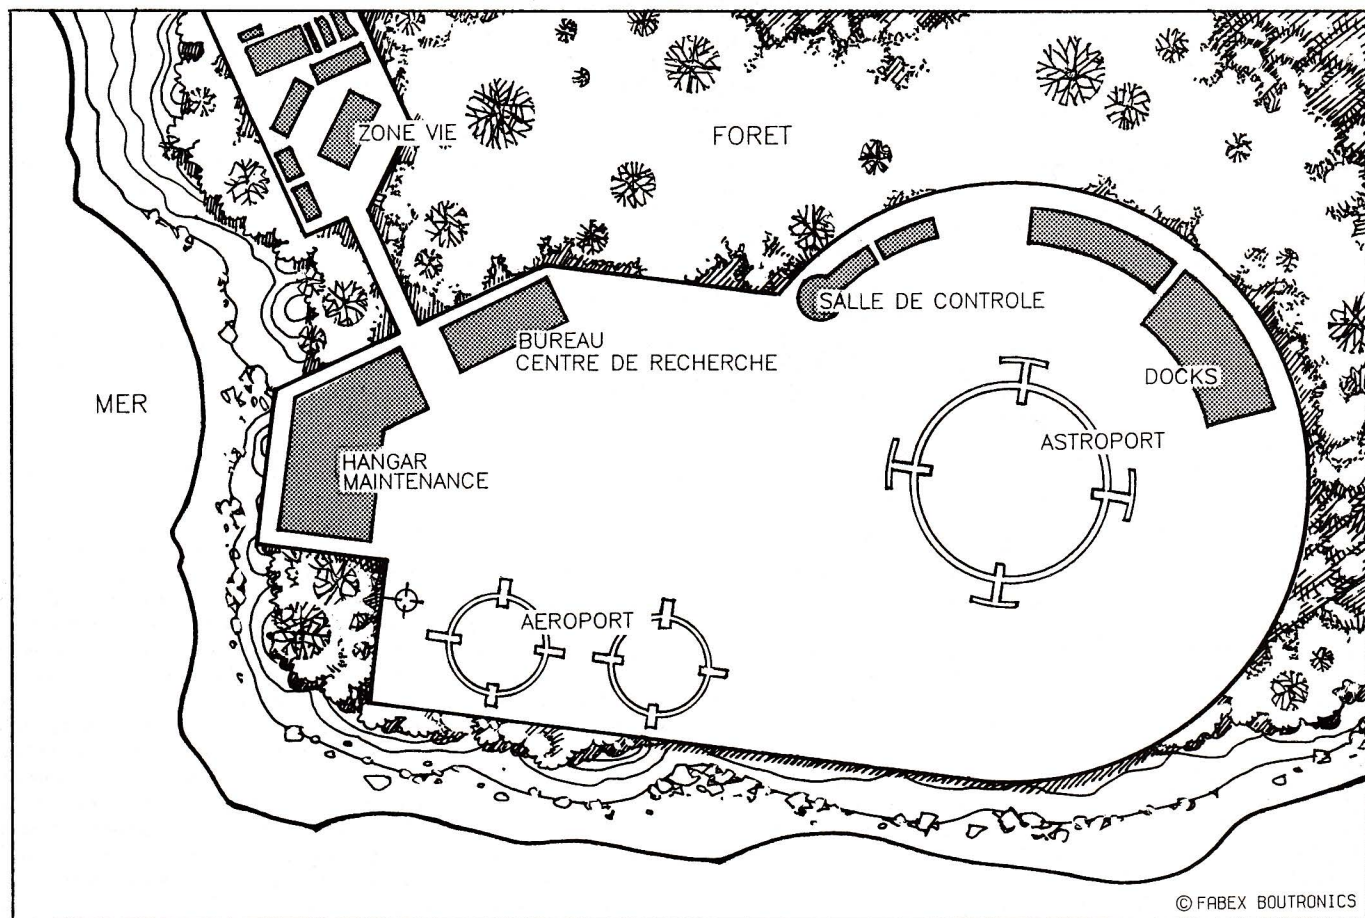 ZONE VIE
FORET
SALLE DE CONTROLE
BUREAU
CENTRE DE RECHERCHE
DOCKS
MER
ASTROPORT
HANGAR
MAINTENANCE
AEROPORT
© FABEX BOUTRONICS